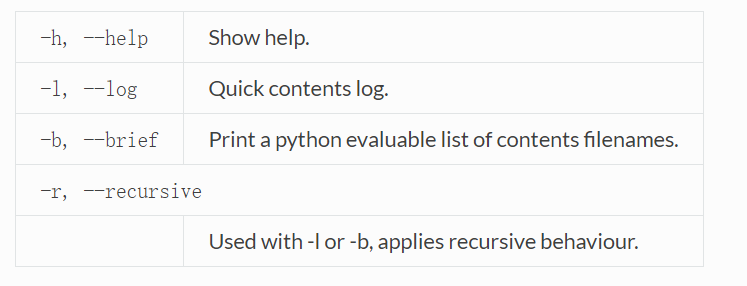 -h, --help Show help.
-l, --log Quick contents log.
-b, --brief Print a python evaluable list of contents filenames.
-r, --recursive
Used with -l or -b, applies recursive behaviour.